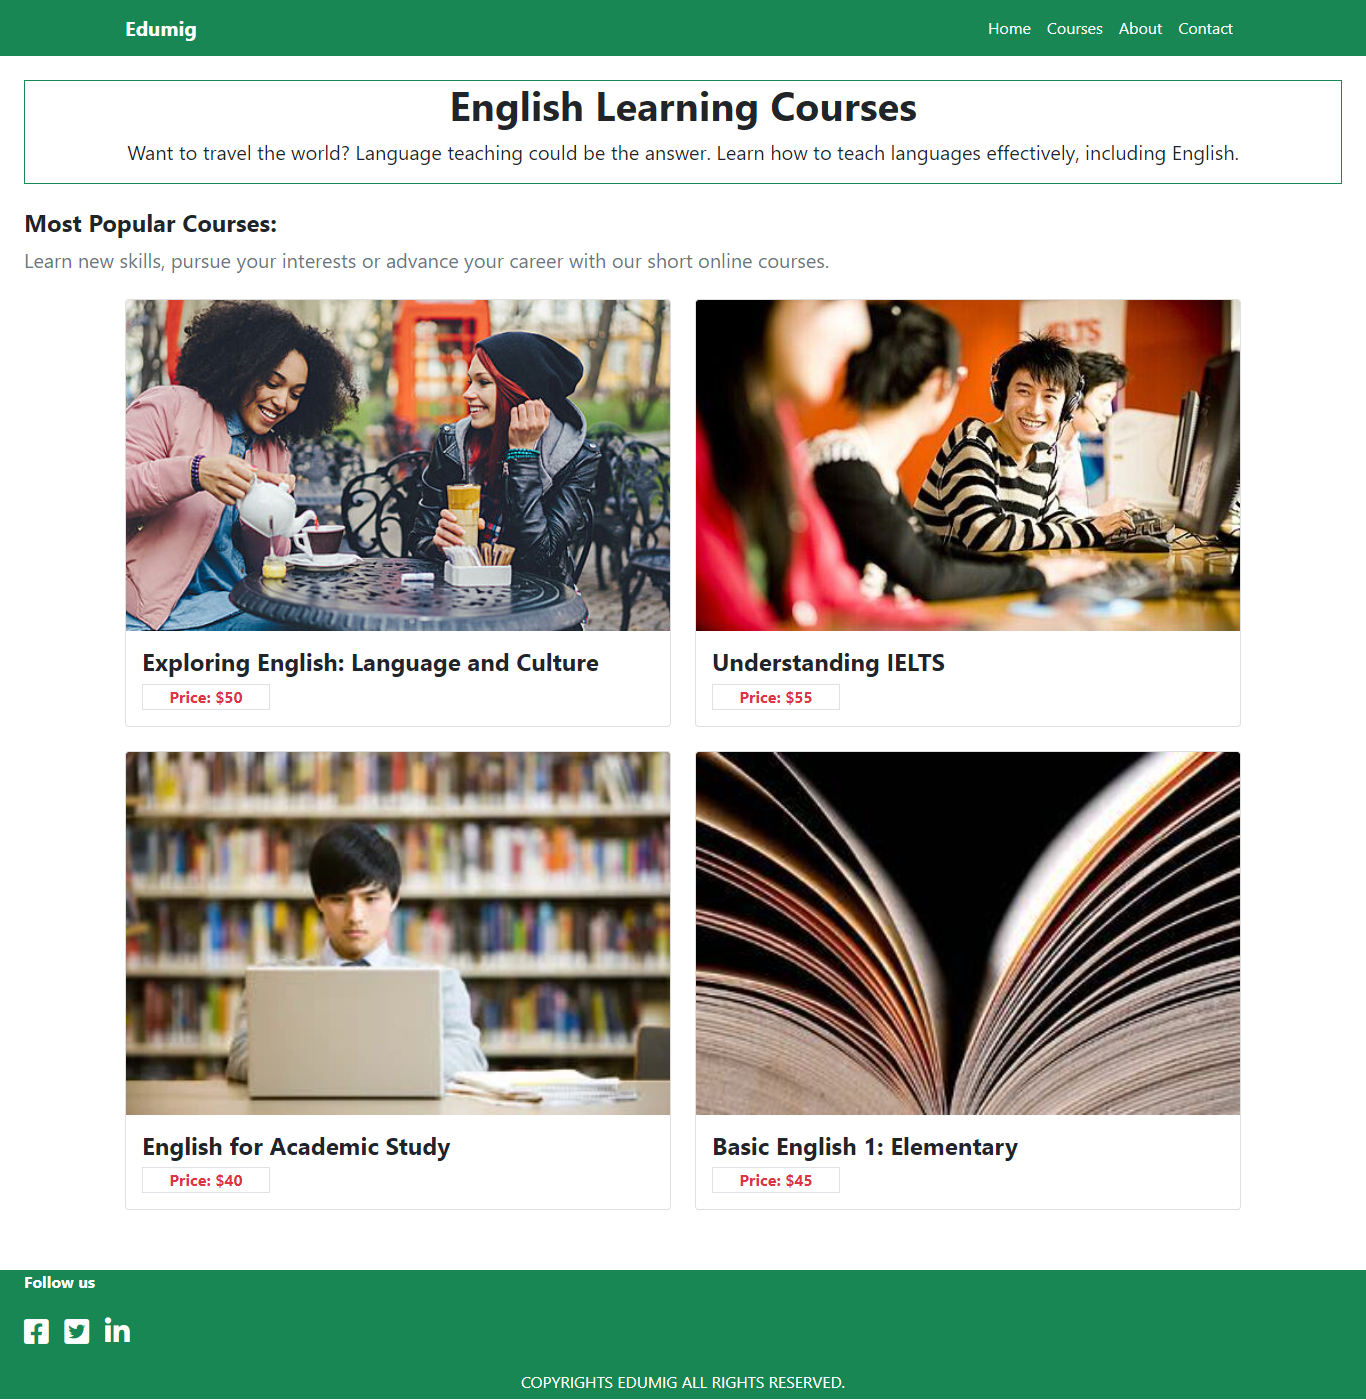 Edumig
Home Courses About Contact
English Learning Courses
Want to travel the world? Language teaching could be the answer. Learn how to teach languages effectively, including English.
Most Popular Courses:
Learn new skills, pursue your interests or advance your career with our short online courses.
IELTS
Exploring English: Language and Culture
Price: $50
Understanding IELTS
Price: $55
English for Academic Study
Price: $40
Basic English 1: Elementary
Price: $45
Follow us
COPYRIGHTS EDUMIG ALL RIGHTS RESERVED.